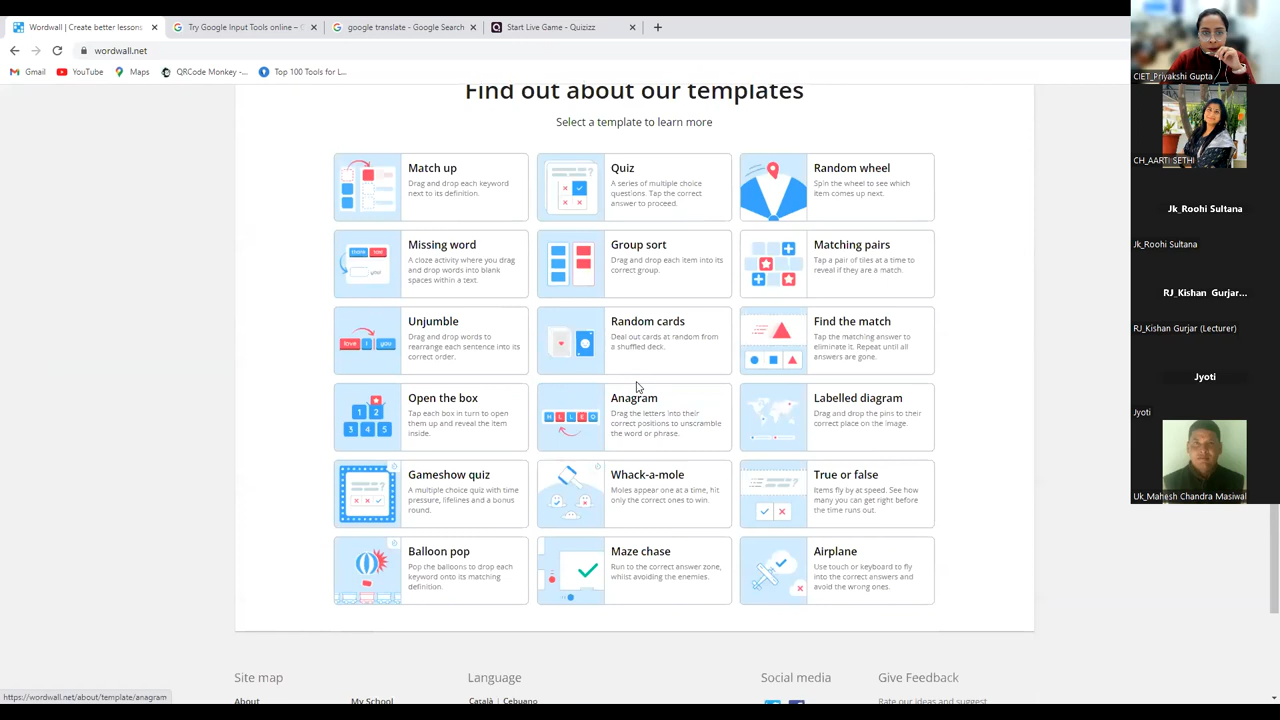 Wordwall | Create better lessons
Try Google Input Tools online –
google translate - Google Search
Start Live Game - Quizizz
wordwall.net
Gmail
YouTube
Maps
QRCode Monkey -...
Top 100 Tools for L...
Find out about our templates
Select a template to learn more
Match up
Drag and drop each keyword
next to its definition.
Quiz
A series of multiple choice
questions. Tap the correct
answer to proceed.
Random wheel
Spin the wheel to see which
item comes up next.
Missing word
A cloze activity where you drag
and drop words into blank
spaces within a text.
Group sort
Drag and drop each item into its
correct group.
Matching pairs
Tap a pair of tiles at a time to
reveal if they are a match.
Unjumble
Drag and drop words to
rearrange each sentence into its
correct order.
love I you
Random cards
Deal out cards at random from
a shuffled deck.
Find the match
Tap the matching answer to
eliminate it. Repeat until all
answers are gone.
Open the box
Tap each box in turn to open
them up and reveal the item
inside.
1 2
3 4 5
Anagram
Drag the letters into their
correct positions to unscramble
the word or phrase.
H L L E O
Labelled diagram
Drag and drop the pins to their
correct place on the image.
Gameshow quiz
A multiple choice quiz with time
pressure, lifelines and a bonus
round.
Whack-a-mole
Moles appear one at a time, hit
only the correct ones to win.
True or false
Items fly by at speed. See how
many you can get right before
the time runs out.
Balloon pop
Pop the balloons to drop each
keyword onto its matching
definition.
Maze chase
Run to the correct answer zone,
whilst avoiding the enemies.
Airplane
Use touch or keyboard to fly
into the correct answers and
avoid the wrong ones.
Site map
About
My School
Language
Català | Cebuano
Social media
Give Feedback
Rate our ideas and suggest
https://wordwall.net/about/template/anagram
CIET_Priyakshi Gupta
CH_AARTI SETHI
Jk_Roohi Sultana
Jk_Roohi Sultana
RJ_Kishan Gurjar...
RJ_Kishan Gurjar (Lecturer)
Jyoti
Jyoti
Uk_Mahesh Chandra Masiwal